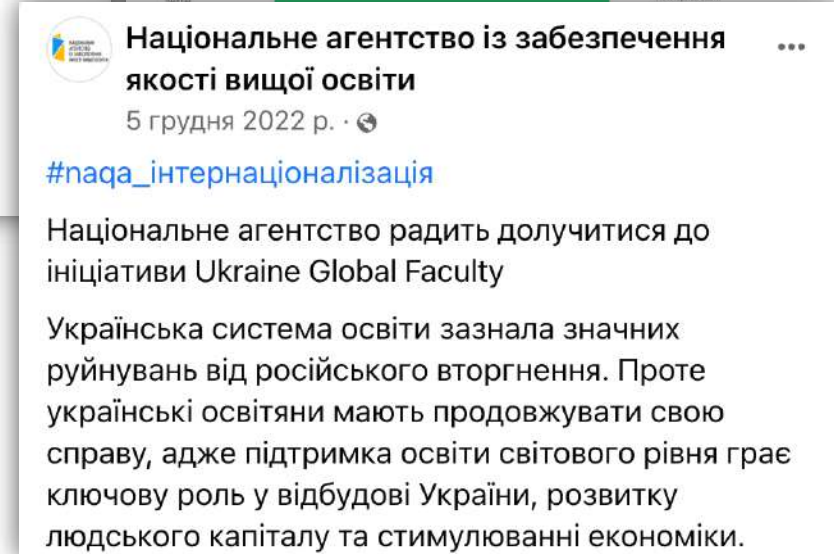 Національне агентство із забезпечення
якості вищої освіти
5 грудня 2022 р. ·
#naqa_інтернаціоналізація
Національне агентство радить долучитися до
ініціативи Ukraine Global Faculty
Українська система освіти зазнала значних
руйнувань від російського вторгнення. Проте
українські освітяни мають продовжувати свою
справу, адже підтримка освіти світового рівня грає
ключову роль у відбудові України, розвитку
людського капіталу та стимулюванні економіки.